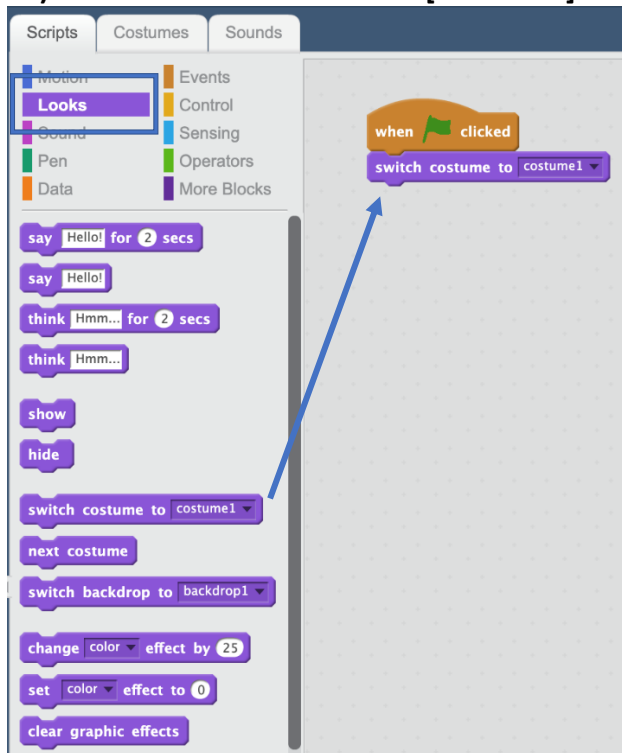 Scripts Costumes Sounds
Motion Events
Looks Control
Sound Sensing
Pen Operators
Data More Blocks
say Hello! for 2 secs
say Hello!
think Hmm... for 2 secs
think Hmm...
show
hide
switch costume to costume1
next costume
switch backdrop to backdrop1
change color effect by 25
set color effect to 0
clear graphic effects
when clicked
switch costume to costume1